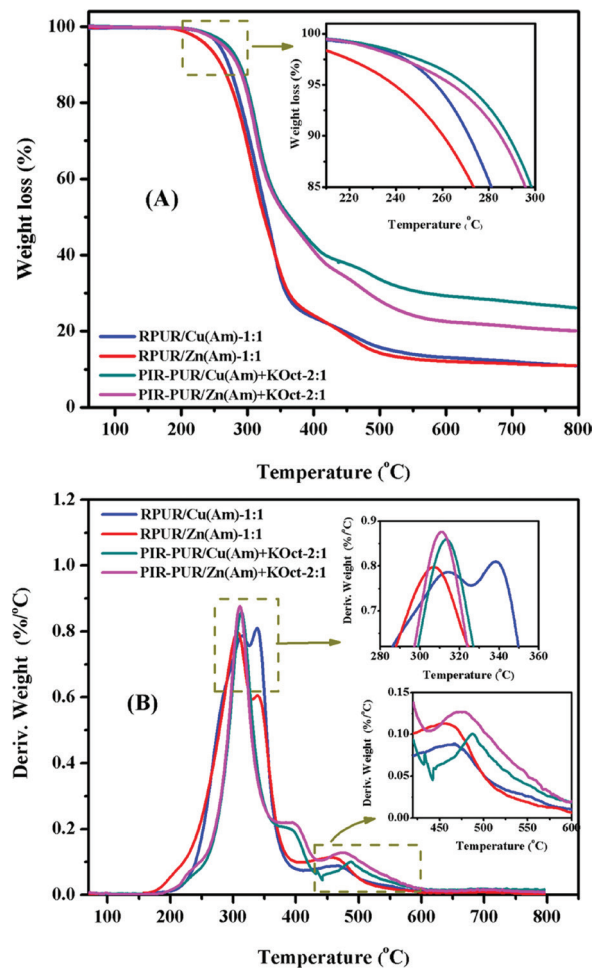 100
80
60
40
20
0
Weight loss (%)
(A)
100
95
90
85
Weight loss (%)
220 240 260 280 300
Temperature (°C)
RPUR/Cu(Am)-1:1
RPUR/Zn(Am)-1:1
PIR-PUR/Cu(Am)+KOct-2:1
PIR-PUR/Zn(Am)+KOct-2:1
100 200 300 400 500 600 700 800
Temperature (°C)
1.2
1.0
0.8
0.6
0.4
0.2
0.0
Deriv. Weight (%/°C)
RPUR/Cu(Am)-1:1
RPUR/Zn(Am)-1:1
PIR-PUR/Cu(Am)+KOct-2:1
PIR-PUR/Zn(Am)+KOct-2:1
(B)
0.9
0.8
0.7
Deriv. Weight (%/°C)
280 300 320 340 360
Temperature (°C)
0.15
0.10
0.05
0.00
Deriv. Weight (%/°C)
450 500 550 600
Temperature (°C)
100 200 300 400 500 600 700 800
Temperature (°C)